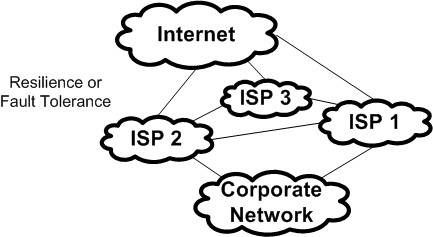 Internet
Resilience or
Fault Tolerance
ISP 3
ISP 1
ISP 2
Corporate
Network